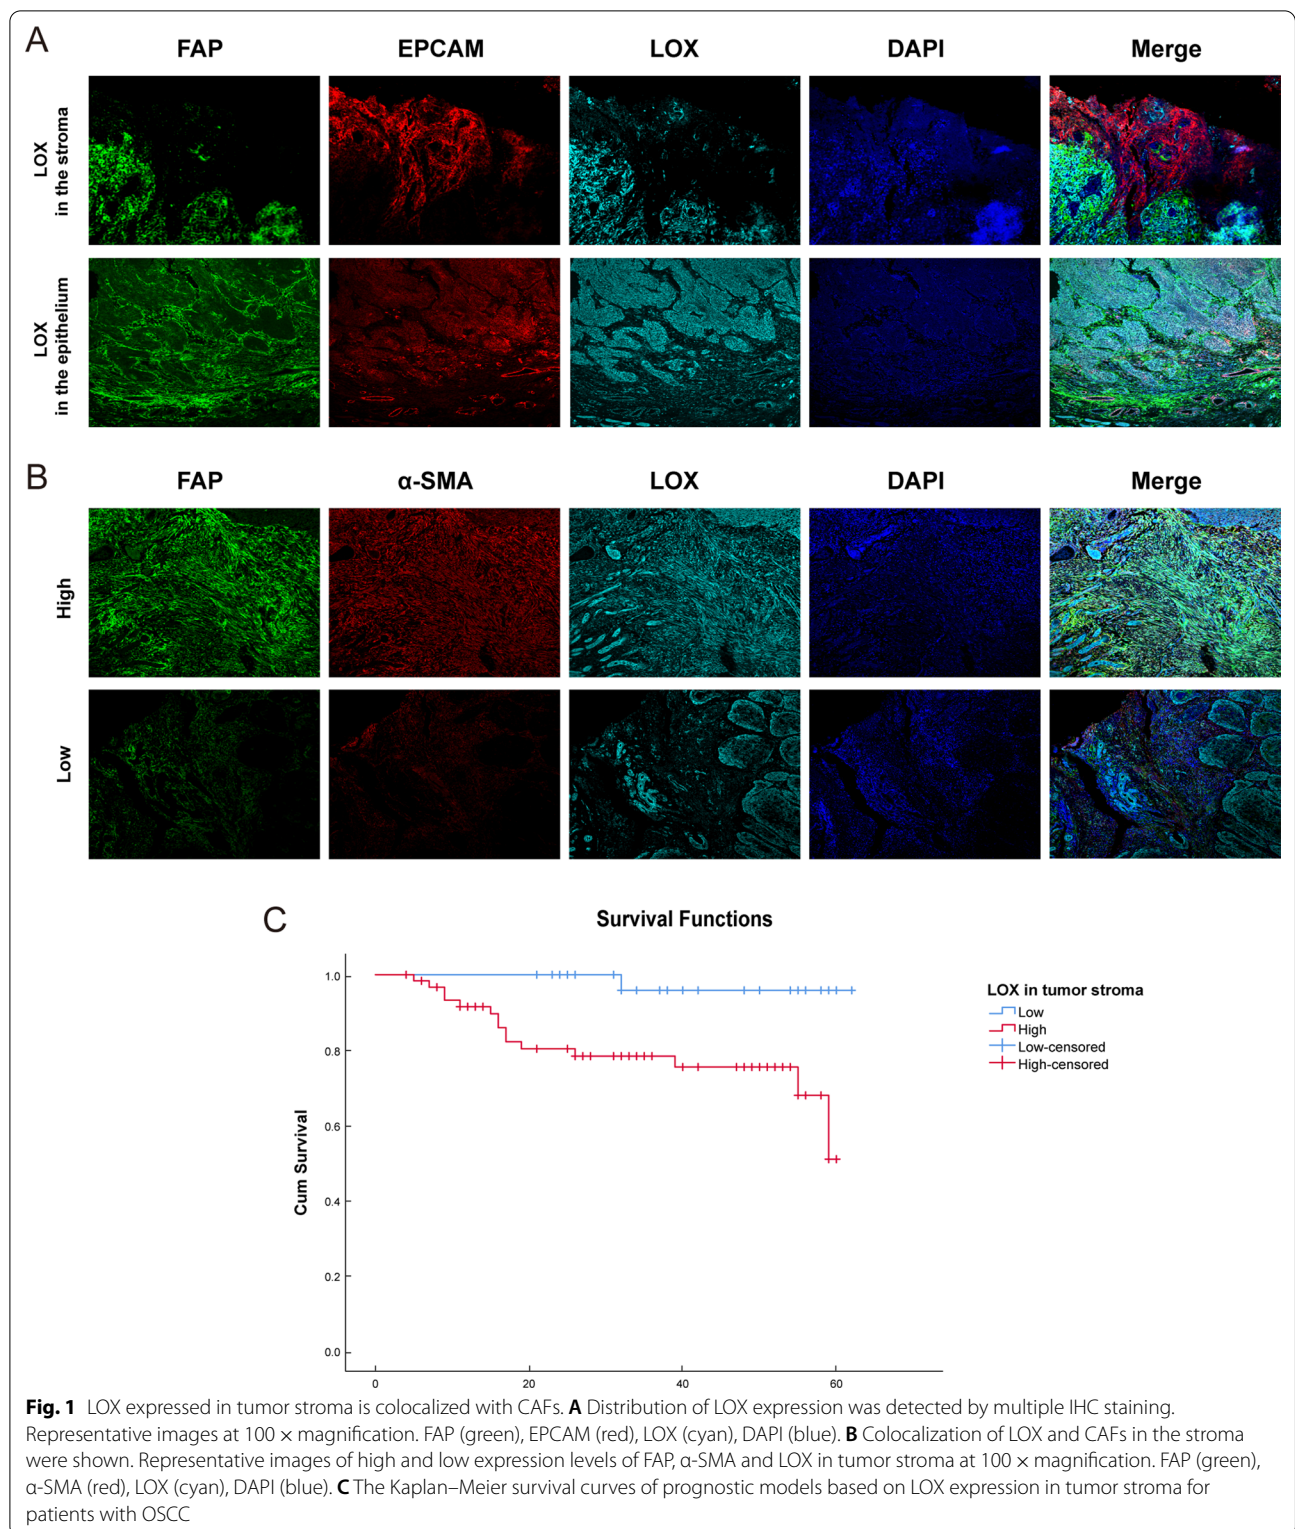 A
FAP EPCAM LOX DAPI Merge
LOX
in the stroma
LOX
in the epithelium
B
FAP α-SMA LOX DAPI Merge
High
Low
C
Survival Functions
1.0
0.8
0.6
0.4
0.2
0.0
Cum Survival
0 20 40 60
LOX in tumor stroma
Low
High
Low-censored
High-censored
Fig. 1 LOX expressed in tumor stroma is colocalized with CAFs. A Distribution of LOX expression was detected by multiple IHC staining.
Representative images at 100 × magnification. FAP (green), EPCAM (red), LOX (cyan), DAPI (blue). B Colocalization of LOX and CAFs in the stroma
were shown. Representative images of high and low expression levels of FAP, α-SMA and LOX in tumor stroma at 100 × magnification. FAP (green),
α-SMA (red), LOX (cyan), DAPI (blue). C The Kaplan–Meier survival curves of prognostic models based on LOX expression in tumor stroma for
patients with OSCC